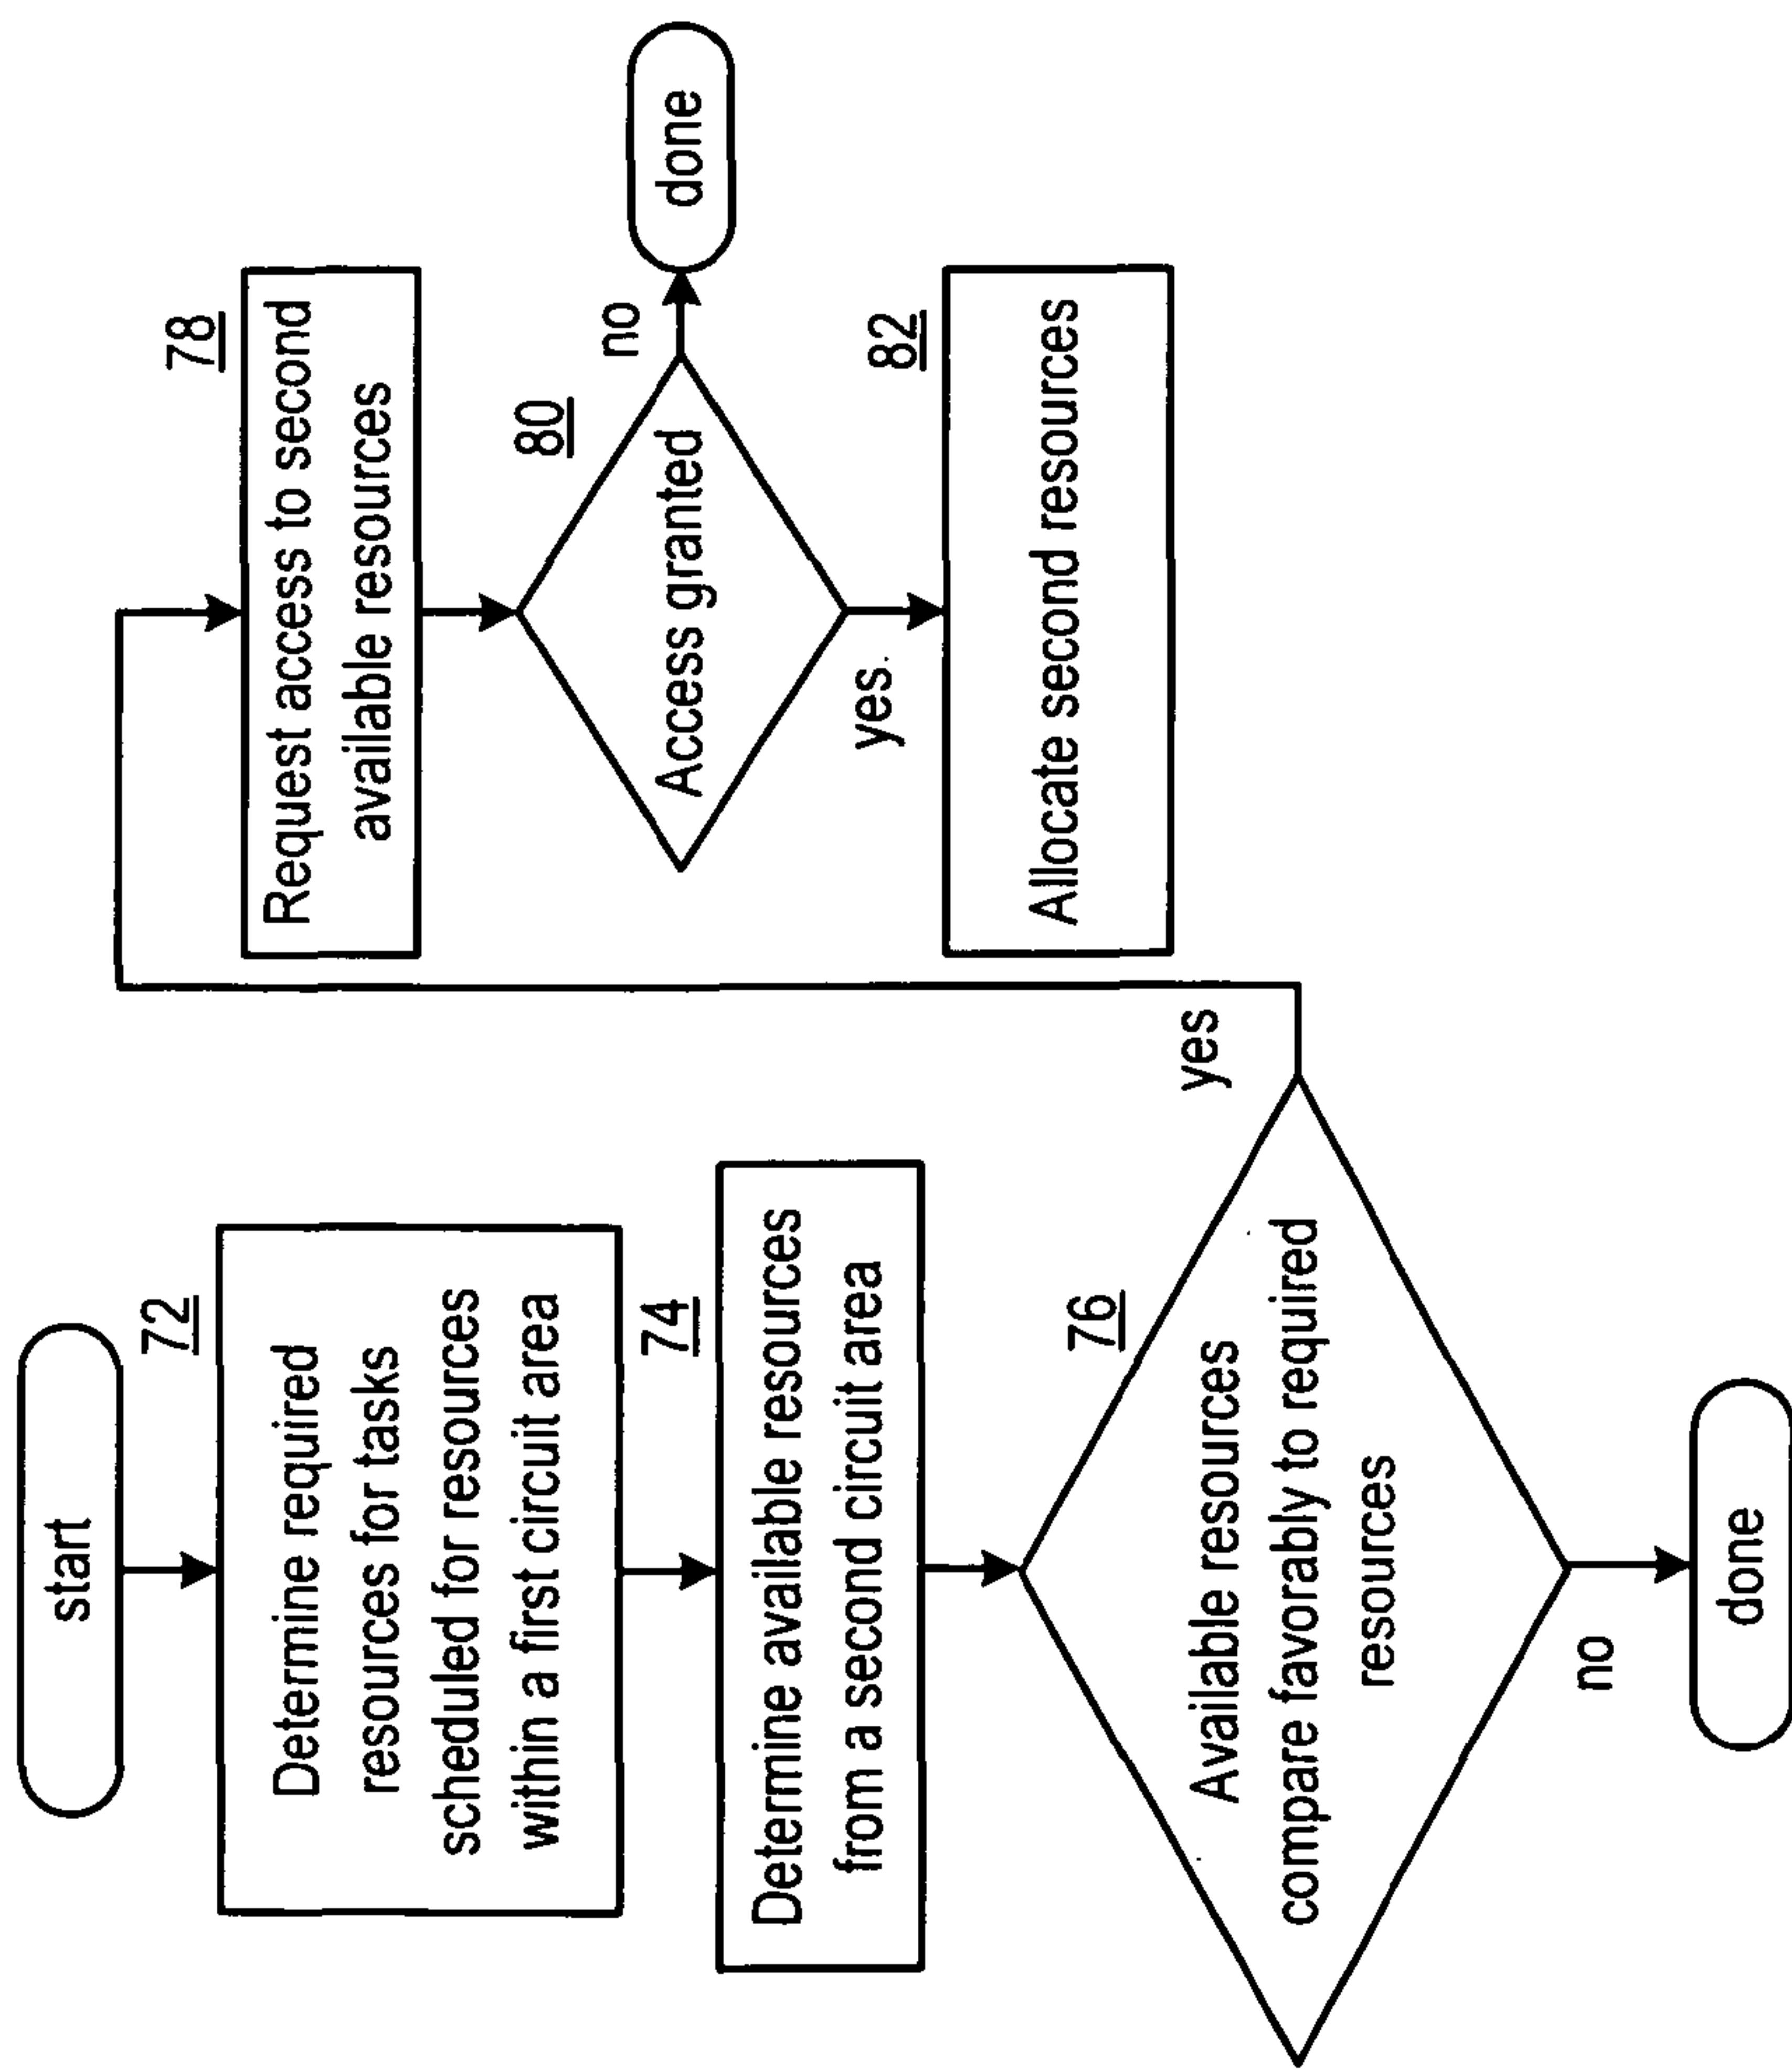 start
72
Determine required
resources for tasks
scheduled for resources
within a first circuit area
74
Determine available resources
from a second circuit area
76
Available resources
compare favorably to required
resources
yes
no
done
78
Request access to second
available resources
80
Access granted
no
done
yes.
82
Allocate second resources